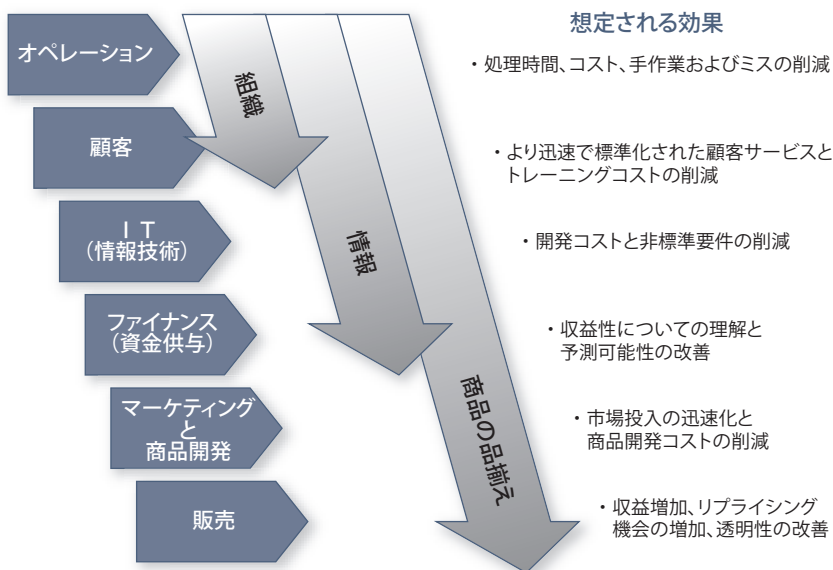 想定される効果
オペレーション
・処理時間、コスト、手作業およびミスの削減
組織
顧客
・より迅速で標準化された顧客サービスと
トレーニングコストの削減
ＩＴ
（情報技術）
・開発コストと非標準要件の削減
情報
ファイナンス
（資金供与）
・収益性についての理解と
予測可能性の改善
マーケティング
と
商品開発
・市場投入の迅速化と
商品開発コストの削減
商品の品揃え
販売
・収益増加、リプライシング
機会の増加、透明性の改善